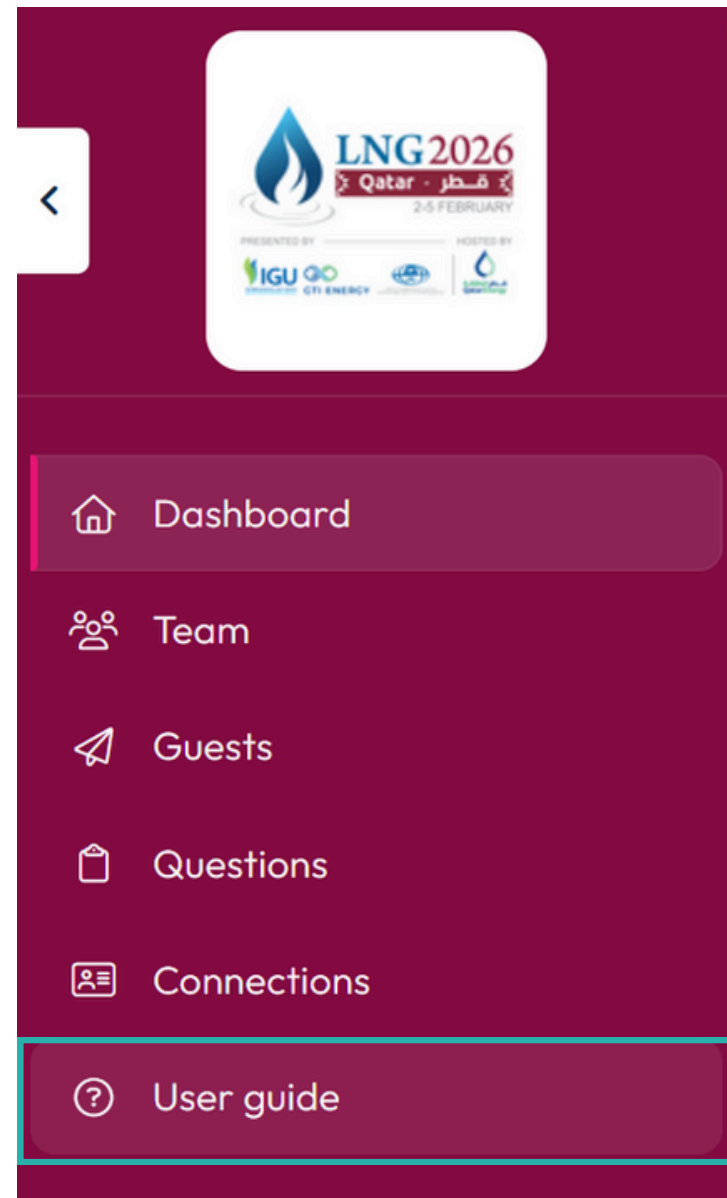 LNG2026
Qatar - قـطـر
2-5 FEBRUARY
PRESENTED BY
HOSTED BY
IGU
GTI ENERGY
Dashboard
Team
Guests
Questions
Connections
User guide